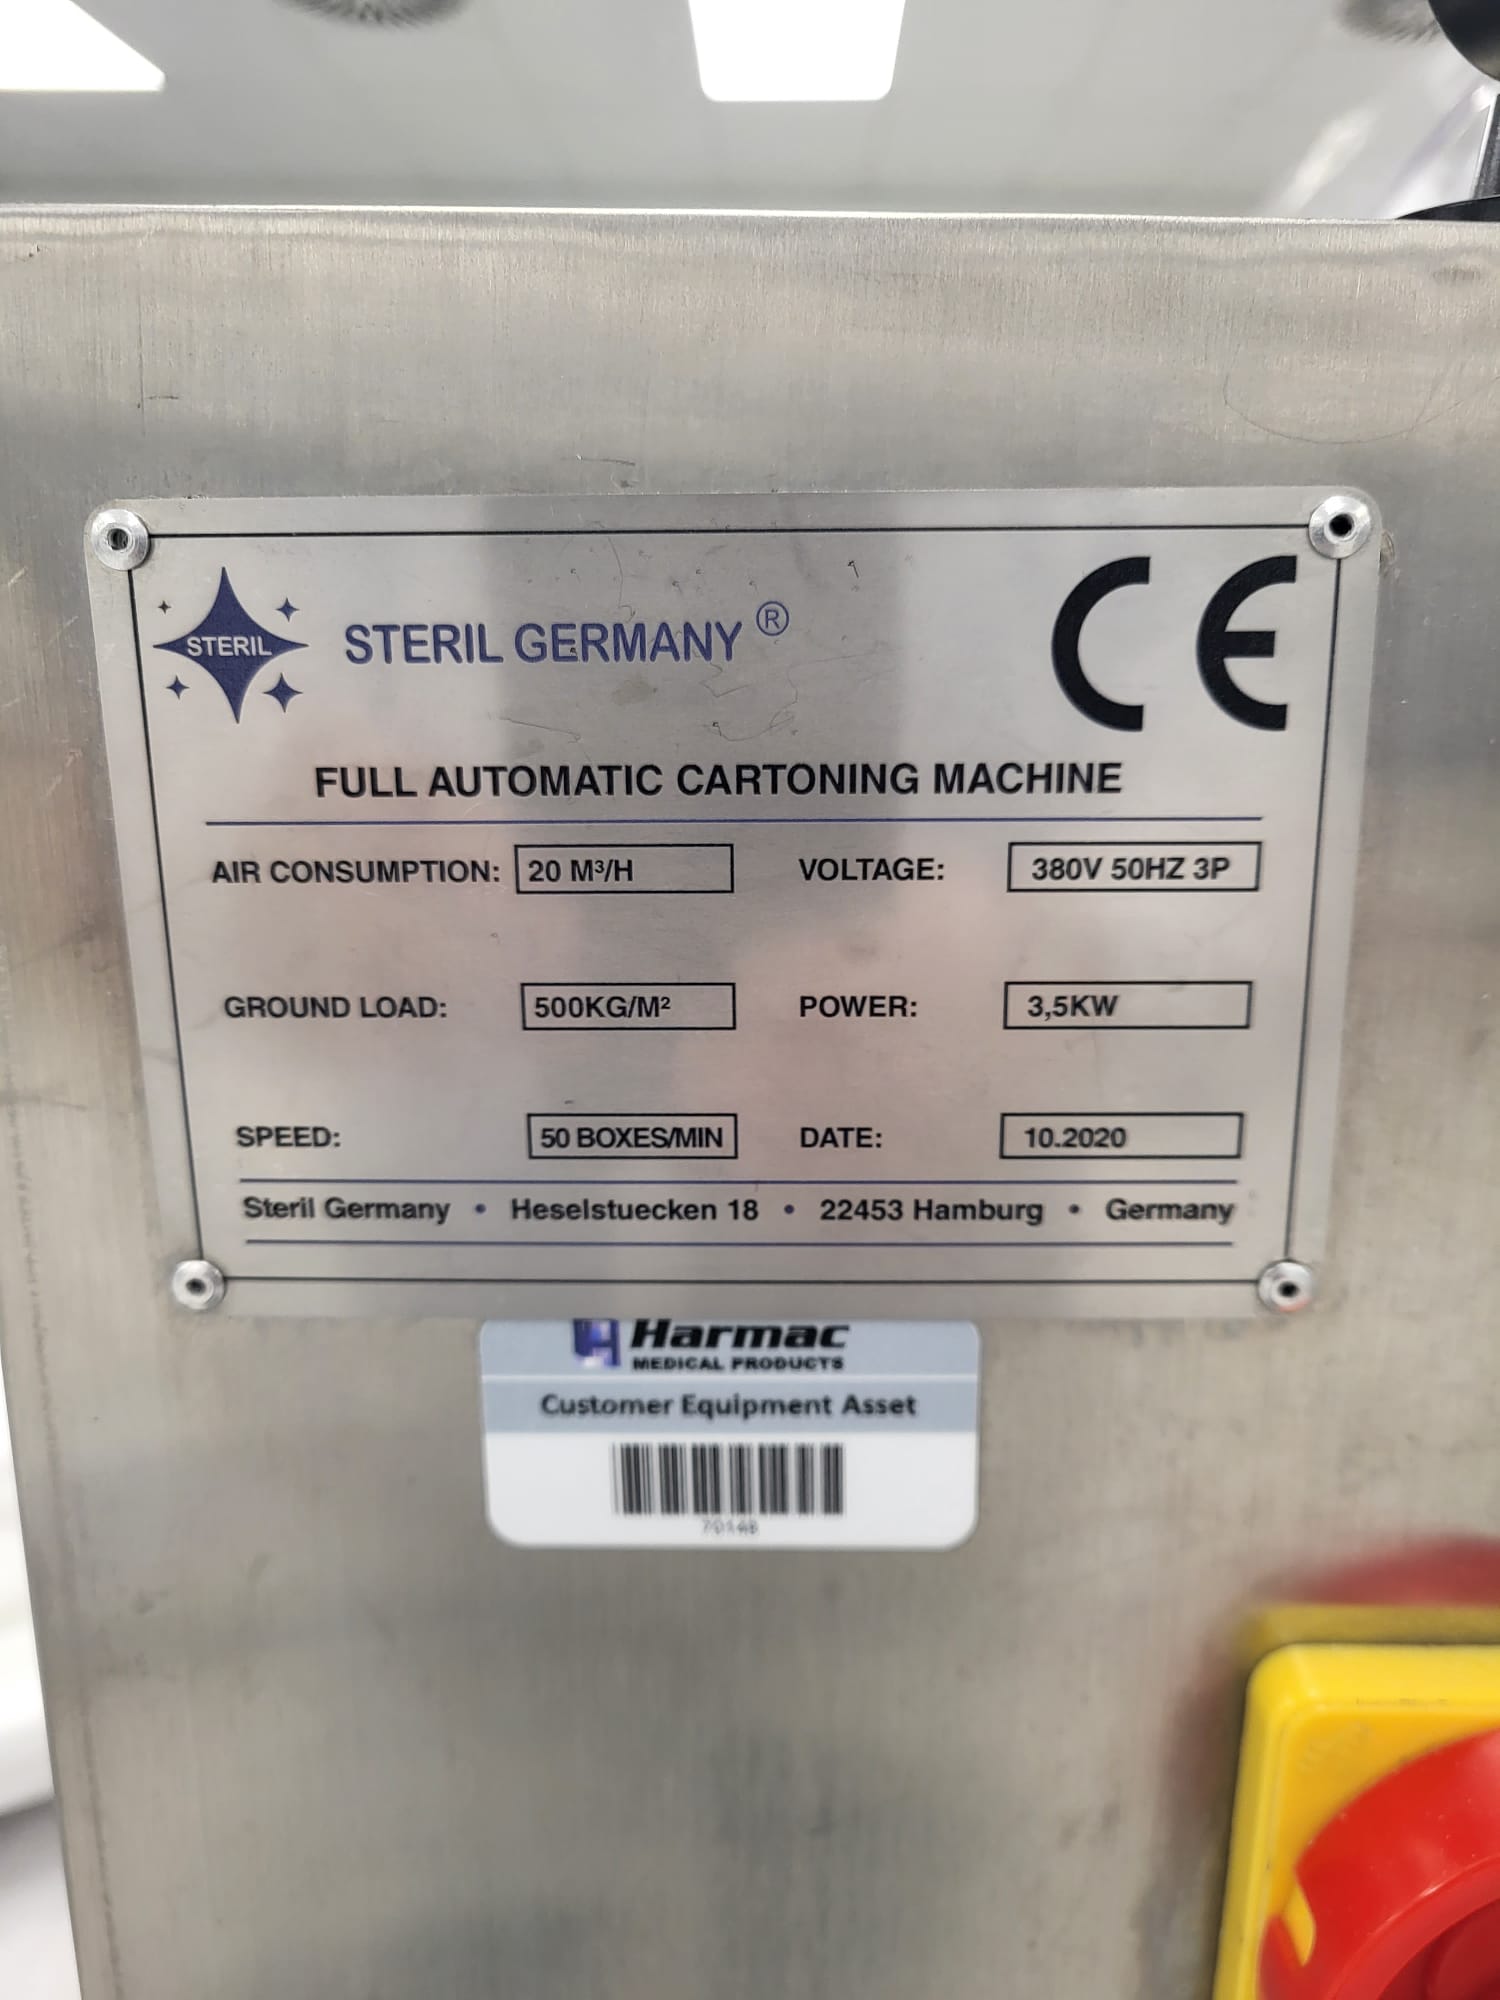 STERIL
STERIL GERMANY ®
CE
FULL AUTOMATIC CARTONING MACHINE
AIR CONSUMPTION: 20 M³/H VOLTAGE: 380V 50HZ 3P
GROUND LOAD: 500KG/M² POWER: 3,5KW
SPEED: 50 BOXES/MIN DATE: 10.2020
Steril Germany • Heselstuecken 18 • 22453 Hamburg • Germany
H Harmac
MEDICAL PRODUCTS
Customer Equipment Asset